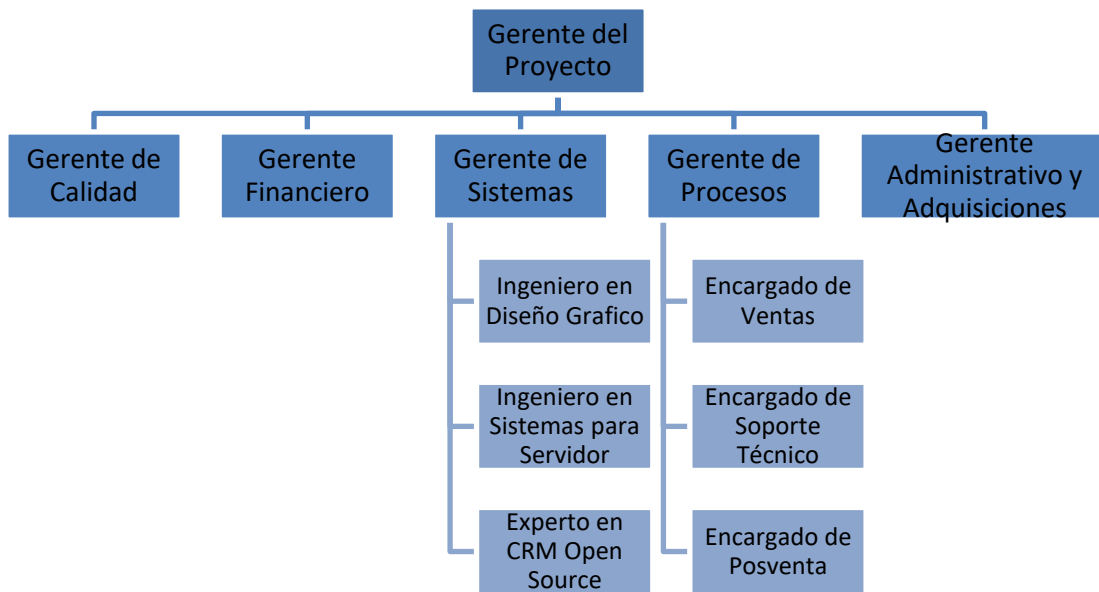 Gerente del
Proyecto
Gerente de
Calidad
Gerente
Financiero
Gerente de
Sistemas
Gerente de
Procesos
Gerente
Administrativo y
Adquisiciones
Ingeniero en
Diseño Grafico
Ingeniero en
Sistemas para
Servidor
Experto en
CRM Open
Source
Encargado de
Ventas
Encargado de
Soporte
Técnico
Encargado de
Posventa